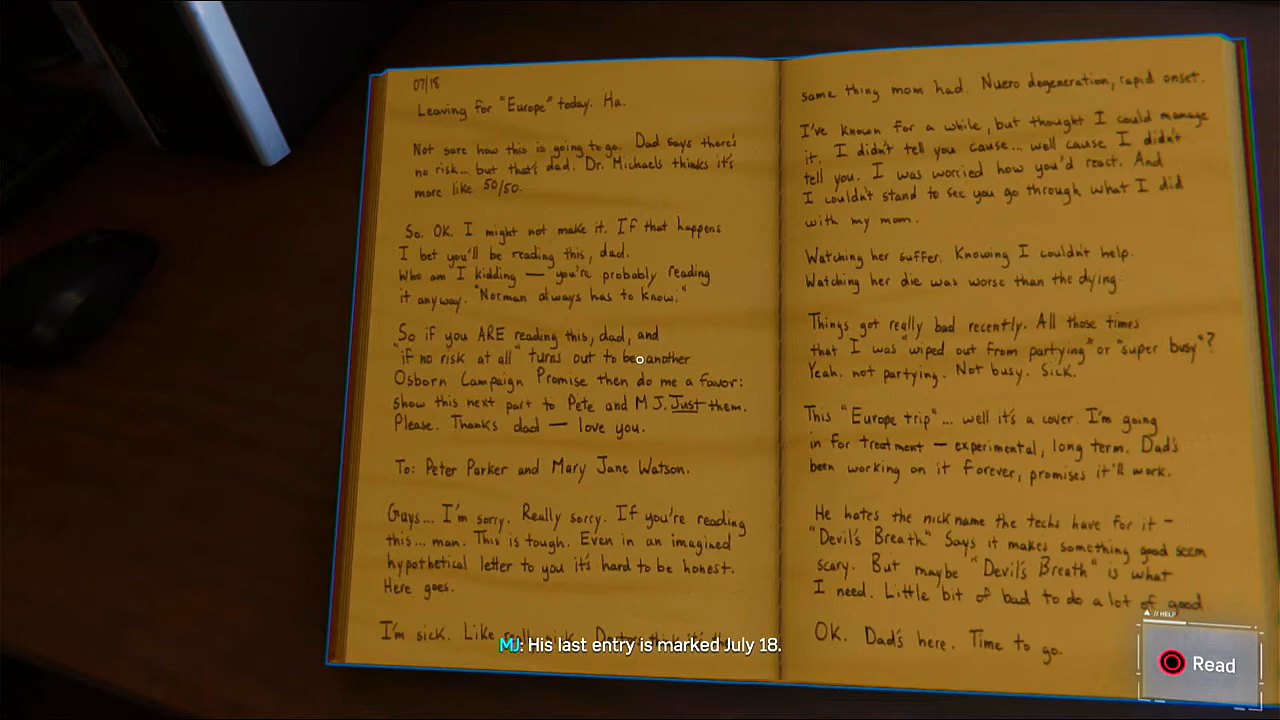 07/18
Leaving for "Europe" today. Ha.
Not sure how this is going to go. Dad says there's
no risk... but that's dad. Dr. Michaels thinks it's
more like 50/50.
So. OK. I might not make it. If that happens
I bet you'll be reading this, dad.
Who am I kidding — you're probably reading
it anyway. "Norman always has to know."
So if you ARE reading this, dad, and
"if no risk at all" turns out to be another
Osborn Campaign Promise then do me a favor:
show this next part to Pete and MJ. Just them.
Please. Thanks dad — love you.
To: Peter Parker and Mary Jane Watson.
Guys... I'm sorry. Really sorry. If you're reading
this... man. This is tough. Even in an imagined
hypothetical letter to you it's hard to be honest.
Here goes.
I'm sick. Like
same thing mom had. Nuero degeneration, rapid onset.
I've known for a while, but thought I could manage
it. I didn't tell you cause... well cause I didn't
tell you. I was worried how you'd react. And
I couldn't stand to see you go through what I did
with my mom.
Watching her suffer. Knowing I couldn't help.
Watching her die was worse than the dying
Things got really bad recently. All those times
that I was "wiped out from partying" or "super busy"?
Yeah. not partying. Not busy. Sick.
This "Europe trip"... well it's a cover. I'm going
in for treatment — experimental, long term. Dad's
been working on it forever, promises it'll work.
He hates the nickname the techs have for it -
"Devil's Breath" Says it makes something good seem
scary. But maybe "Devil's Breath" is what
I need. Little bit of bad to do a lot of good
OK. Dad's here. Time to go.
MJ: His last entry is marked July 18.
// HELP
Read